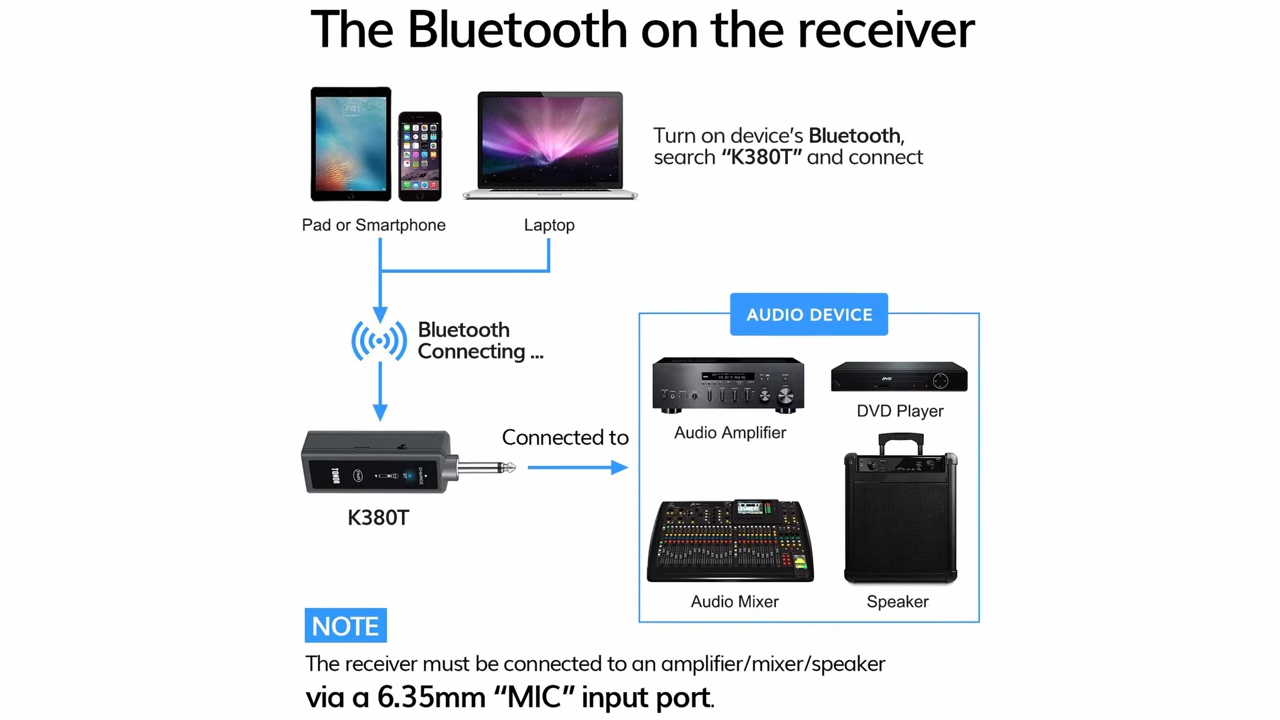 The Bluetooth on the receiver
Turn on device's Bluetooth,
search “K380T” and connect
Pad or Smartphone
Laptop
Bluetooth
Connecting ...
AUDIO DEVICE
DVD
Audio Amplifier
DVD Player
Connected to
TONOR
K380T
Audio Mixer
Speaker
NOTE
The receiver must be connected to an amplifier/mixer/speaker
via a 6.35mm “MIC” input port.